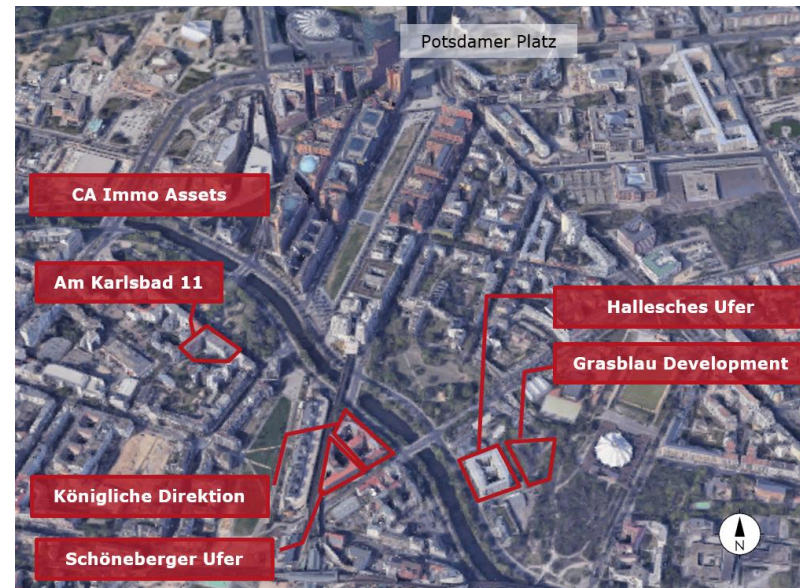 Potsdamer Platz
CA Immo Assets
Am Karlsbad 11
Hallesches Ufer
Grasblau Development
Königliche Direktion
Schöneberger Ufer
N